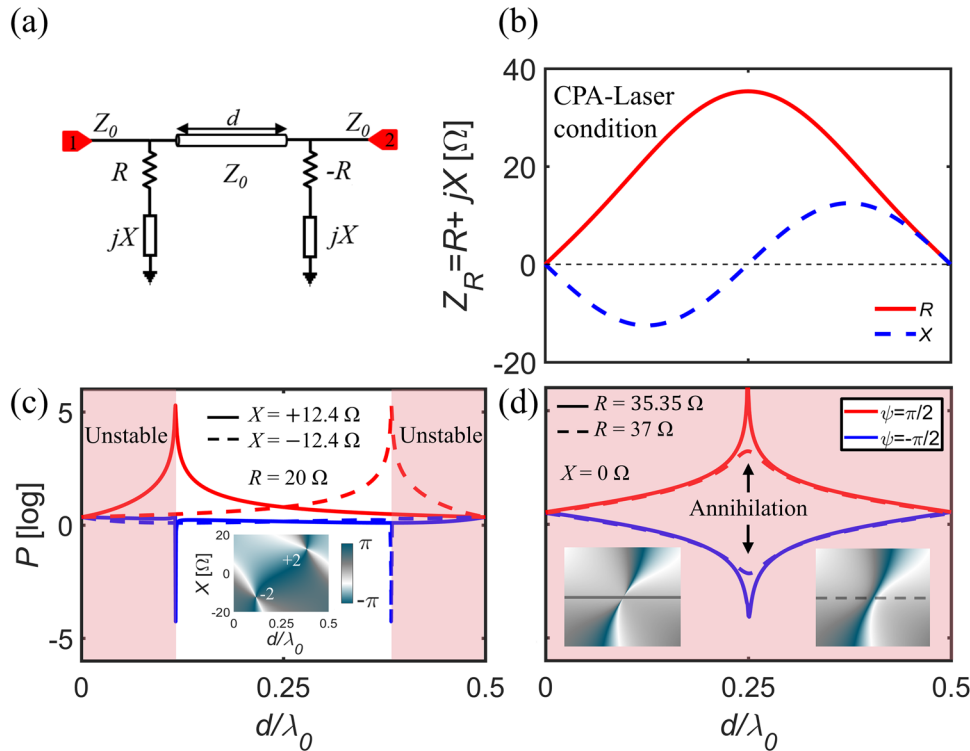 (a)
Z0
d
Z0
1
2
R
Z0
-R
jX
jX
(b)
40
CPA-Laser
condition
20
0
-20
ZR=R+ jX [Ω]
R
X
(c)
5
0
-5
P [log]
Unstable
X = +12.4 Ω
X = −12.4 Ω
R = 20 Ω
Unstable
20
0
-20
X [Ω]
+2
-2
π
-π
0
0.5
d/λ0
0
0.25
0.5
d/λ0
(d)
R = 35.35 Ω
R = 37 Ω
X = 0 Ω
ψ=π/2
ψ=-π/2
Annihilation
0
0.25
0.5
d/λ0